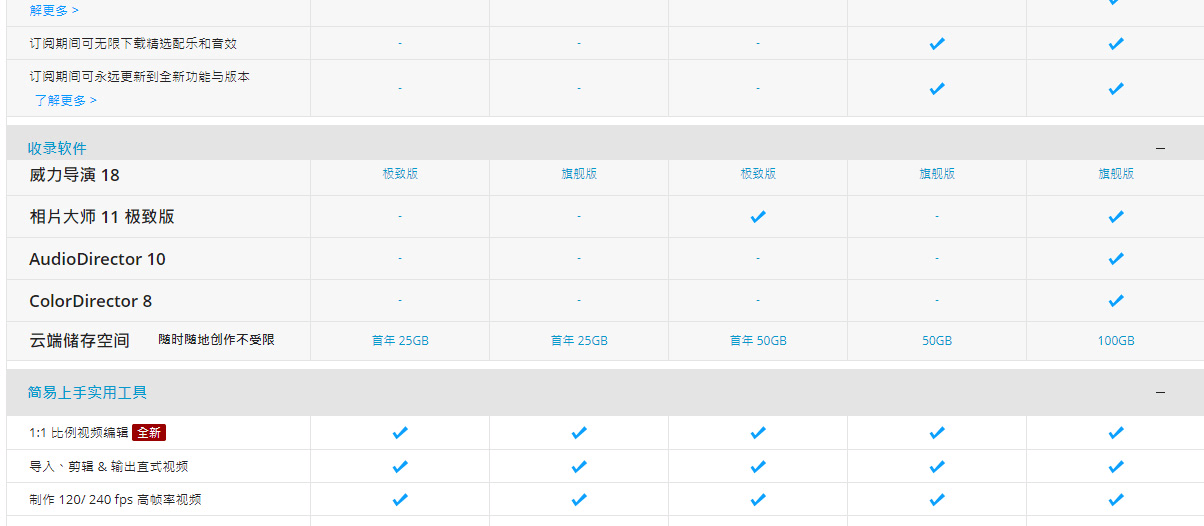 解更多 >
订阅期间可无限下载精选配乐和音效 - - -
订阅期间可永远更新到全新功能与版本 - - -
了解更多 >
收录软件 –
威力导演 18 极致版 旗舰版 极致版 旗舰版 旗舰版
相片大师 11 极致版 - - -
AudioDirector 10 - - - -
ColorDirector 8 - - - -
云端储存空间 随时随地创作不受限 首年 25GB 首年 25GB 首年 50GB 50GB 100GB
简易上手实用工具 –
1:1 比例视频编辑 全新
导入、剪辑 & 输出直式视频
制作 120/ 240 fps 高帧率视频